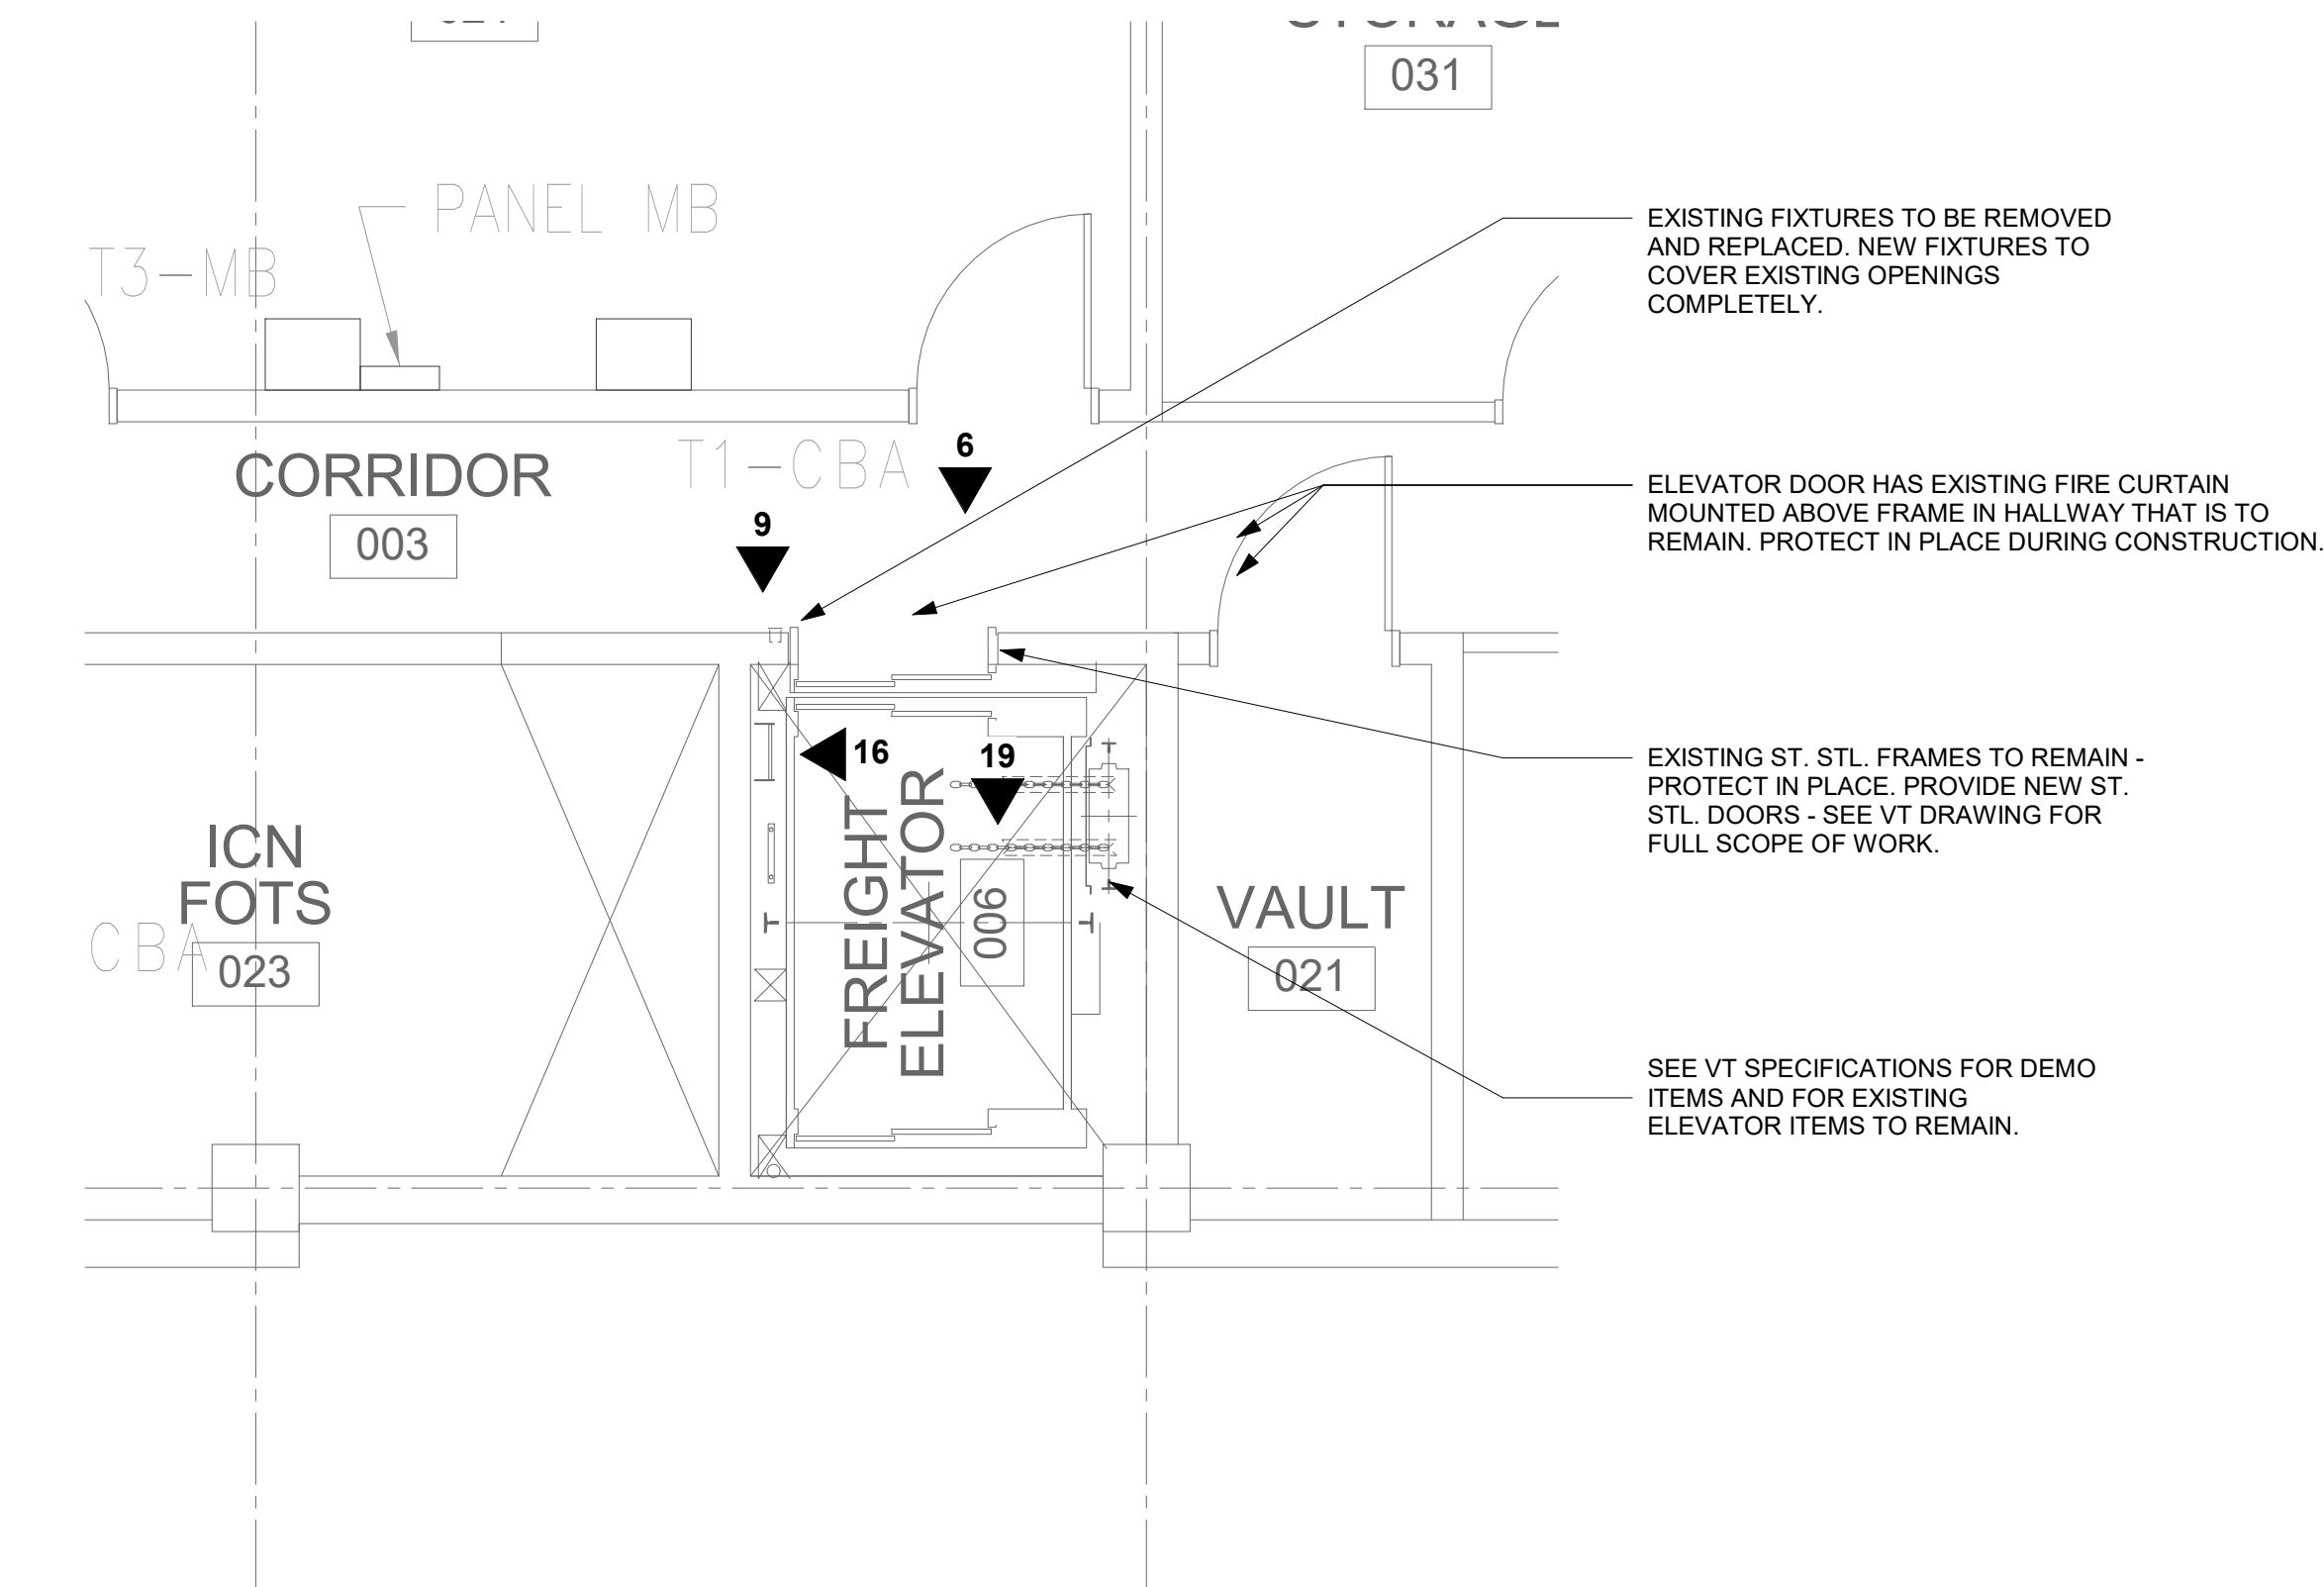 031
PANEL MB
T3-MB
EXISTING FIXTURES TO BE REMOVED
AND REPLACED. NEW FIXTURES TO
COVER EXISTING OPENINGS
COMPLETELY.
CORRIDOR
003
T1-CBA
6
9
ELEVATOR DOOR HAS EXISTING FIRE CURTAIN
MOUNTED ABOVE FRAME IN HALLWAY THAT IS TO
REMAIN. PROTECT IN PLACE DURING CONSTRUCTION.
16
19
EXISTING ST. STL. FRAMES TO REMAIN -
PROTECT IN PLACE. PROVIDE NEW ST.
STL. DOORS - SEE VT DRAWING FOR
FULL SCOPE OF WORK.
ICN
FOTS
023
CBA
FREIGHT
ELEVATOR
006
VAULT
021
SEE VT SPECIFICATIONS FOR DEMO
ITEMS AND FOR EXISTING
ELEVATOR ITEMS TO REMAIN.